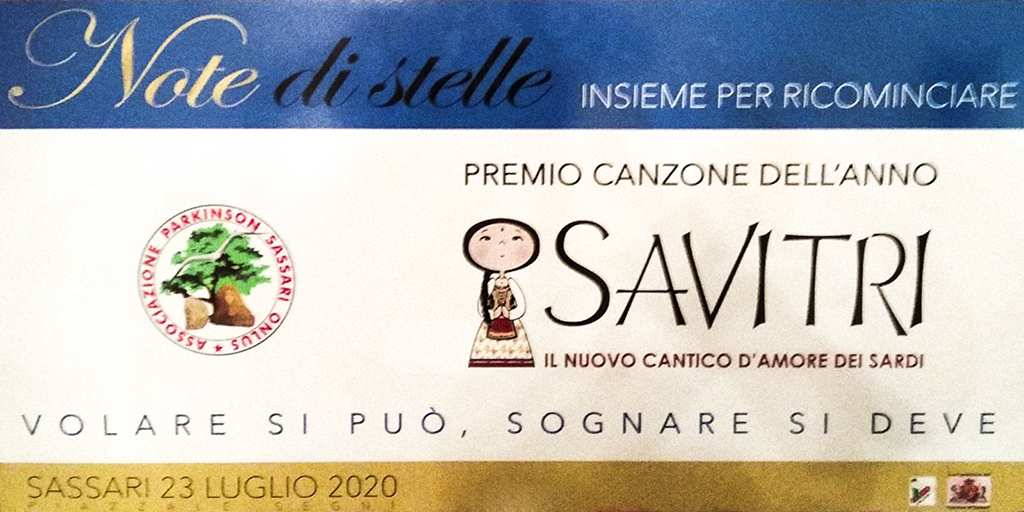 Note di stelle INSIEME PER RICOMINCIARE
PREMIO CANZONE DELL'ANNO
ASSOCIAZIONE PARKINSON SASSARI ONLUS
SAVITRI
IL NUOVO CANTICO D'AMORE DEI SARDI
VOLARE SI PUÒ, SOGNARE SI DEVE
SASSARI 23 LUGLIO 2020